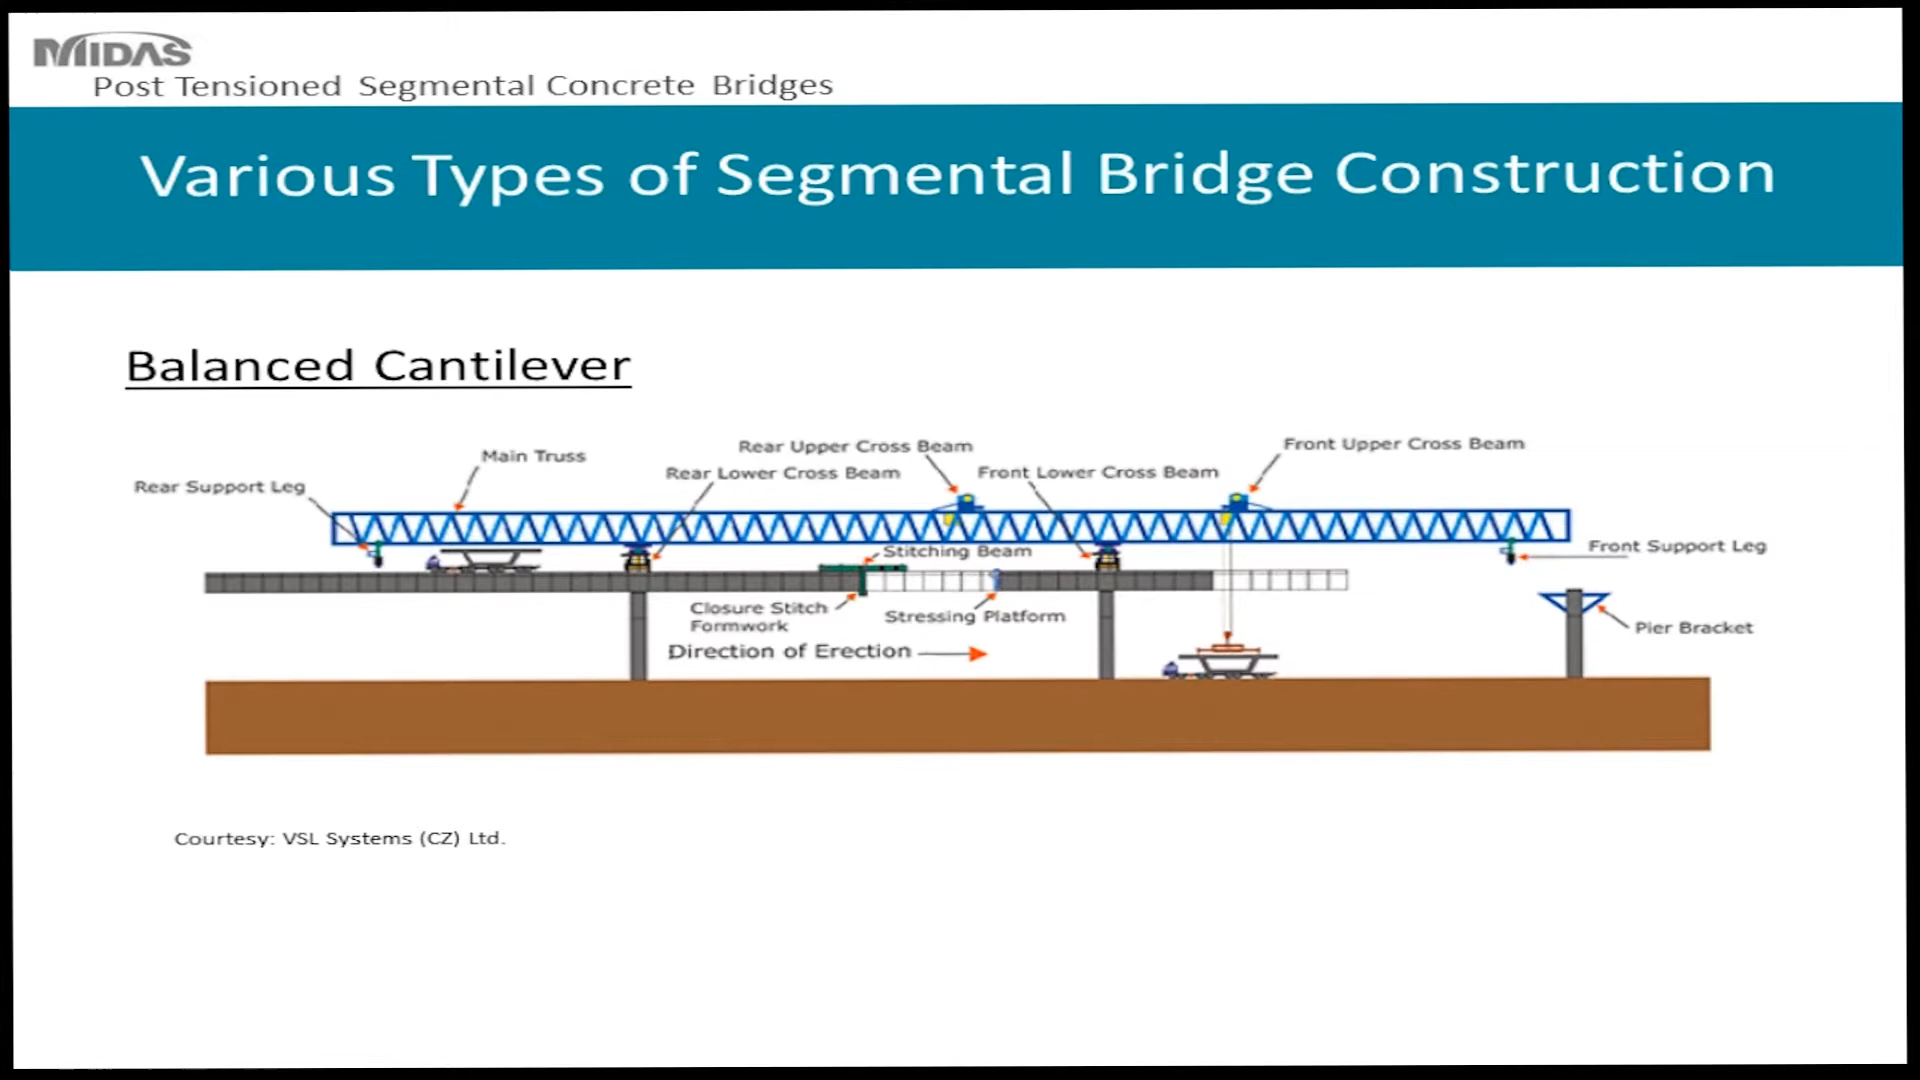 MIDAS
Post Tensioned Segmental Concrete Bridges
Various Types of Segmental Bridge Construction
Balanced Cantilever
Rear Upper Cross Beam
Front Upper Cross Beam
Main Truss
Rear Lower Cross Beam
Front Lower Cross Beam
Rear Support Leg
Stitching Beam
Front Support Leg
Closure Stitch
Formwork
Stressing Platform
Pier Bracket
Direction of Erection
Courtesy: VSL Systems (CZ) Ltd.